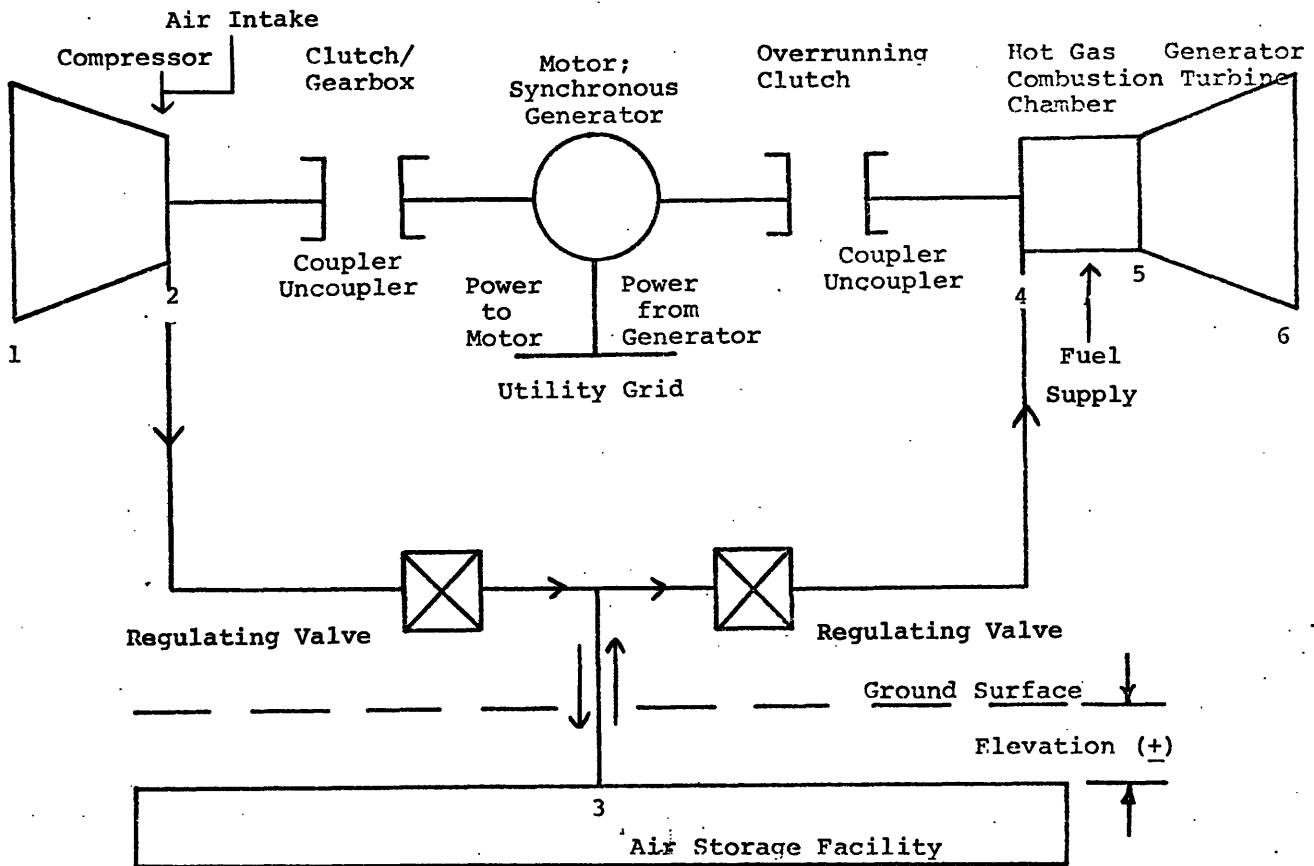 Air Intake
Compressor
Clutch/
Gearbox
Motor;
Synchronous
Generator
Overrunning
Clutch
Hot Gas Generator
Combustion Turbine
Chamber
Coupler
Uncoupler
Coupler
Uncoupler
Power
to
Motor
Power
from
Generator
Utility Grid
1
2
4
5
6
Fuel
Supply
Regulating Valve
Regulating Valve
Ground Surface
Elevation (±)
3
Air Storage Facility